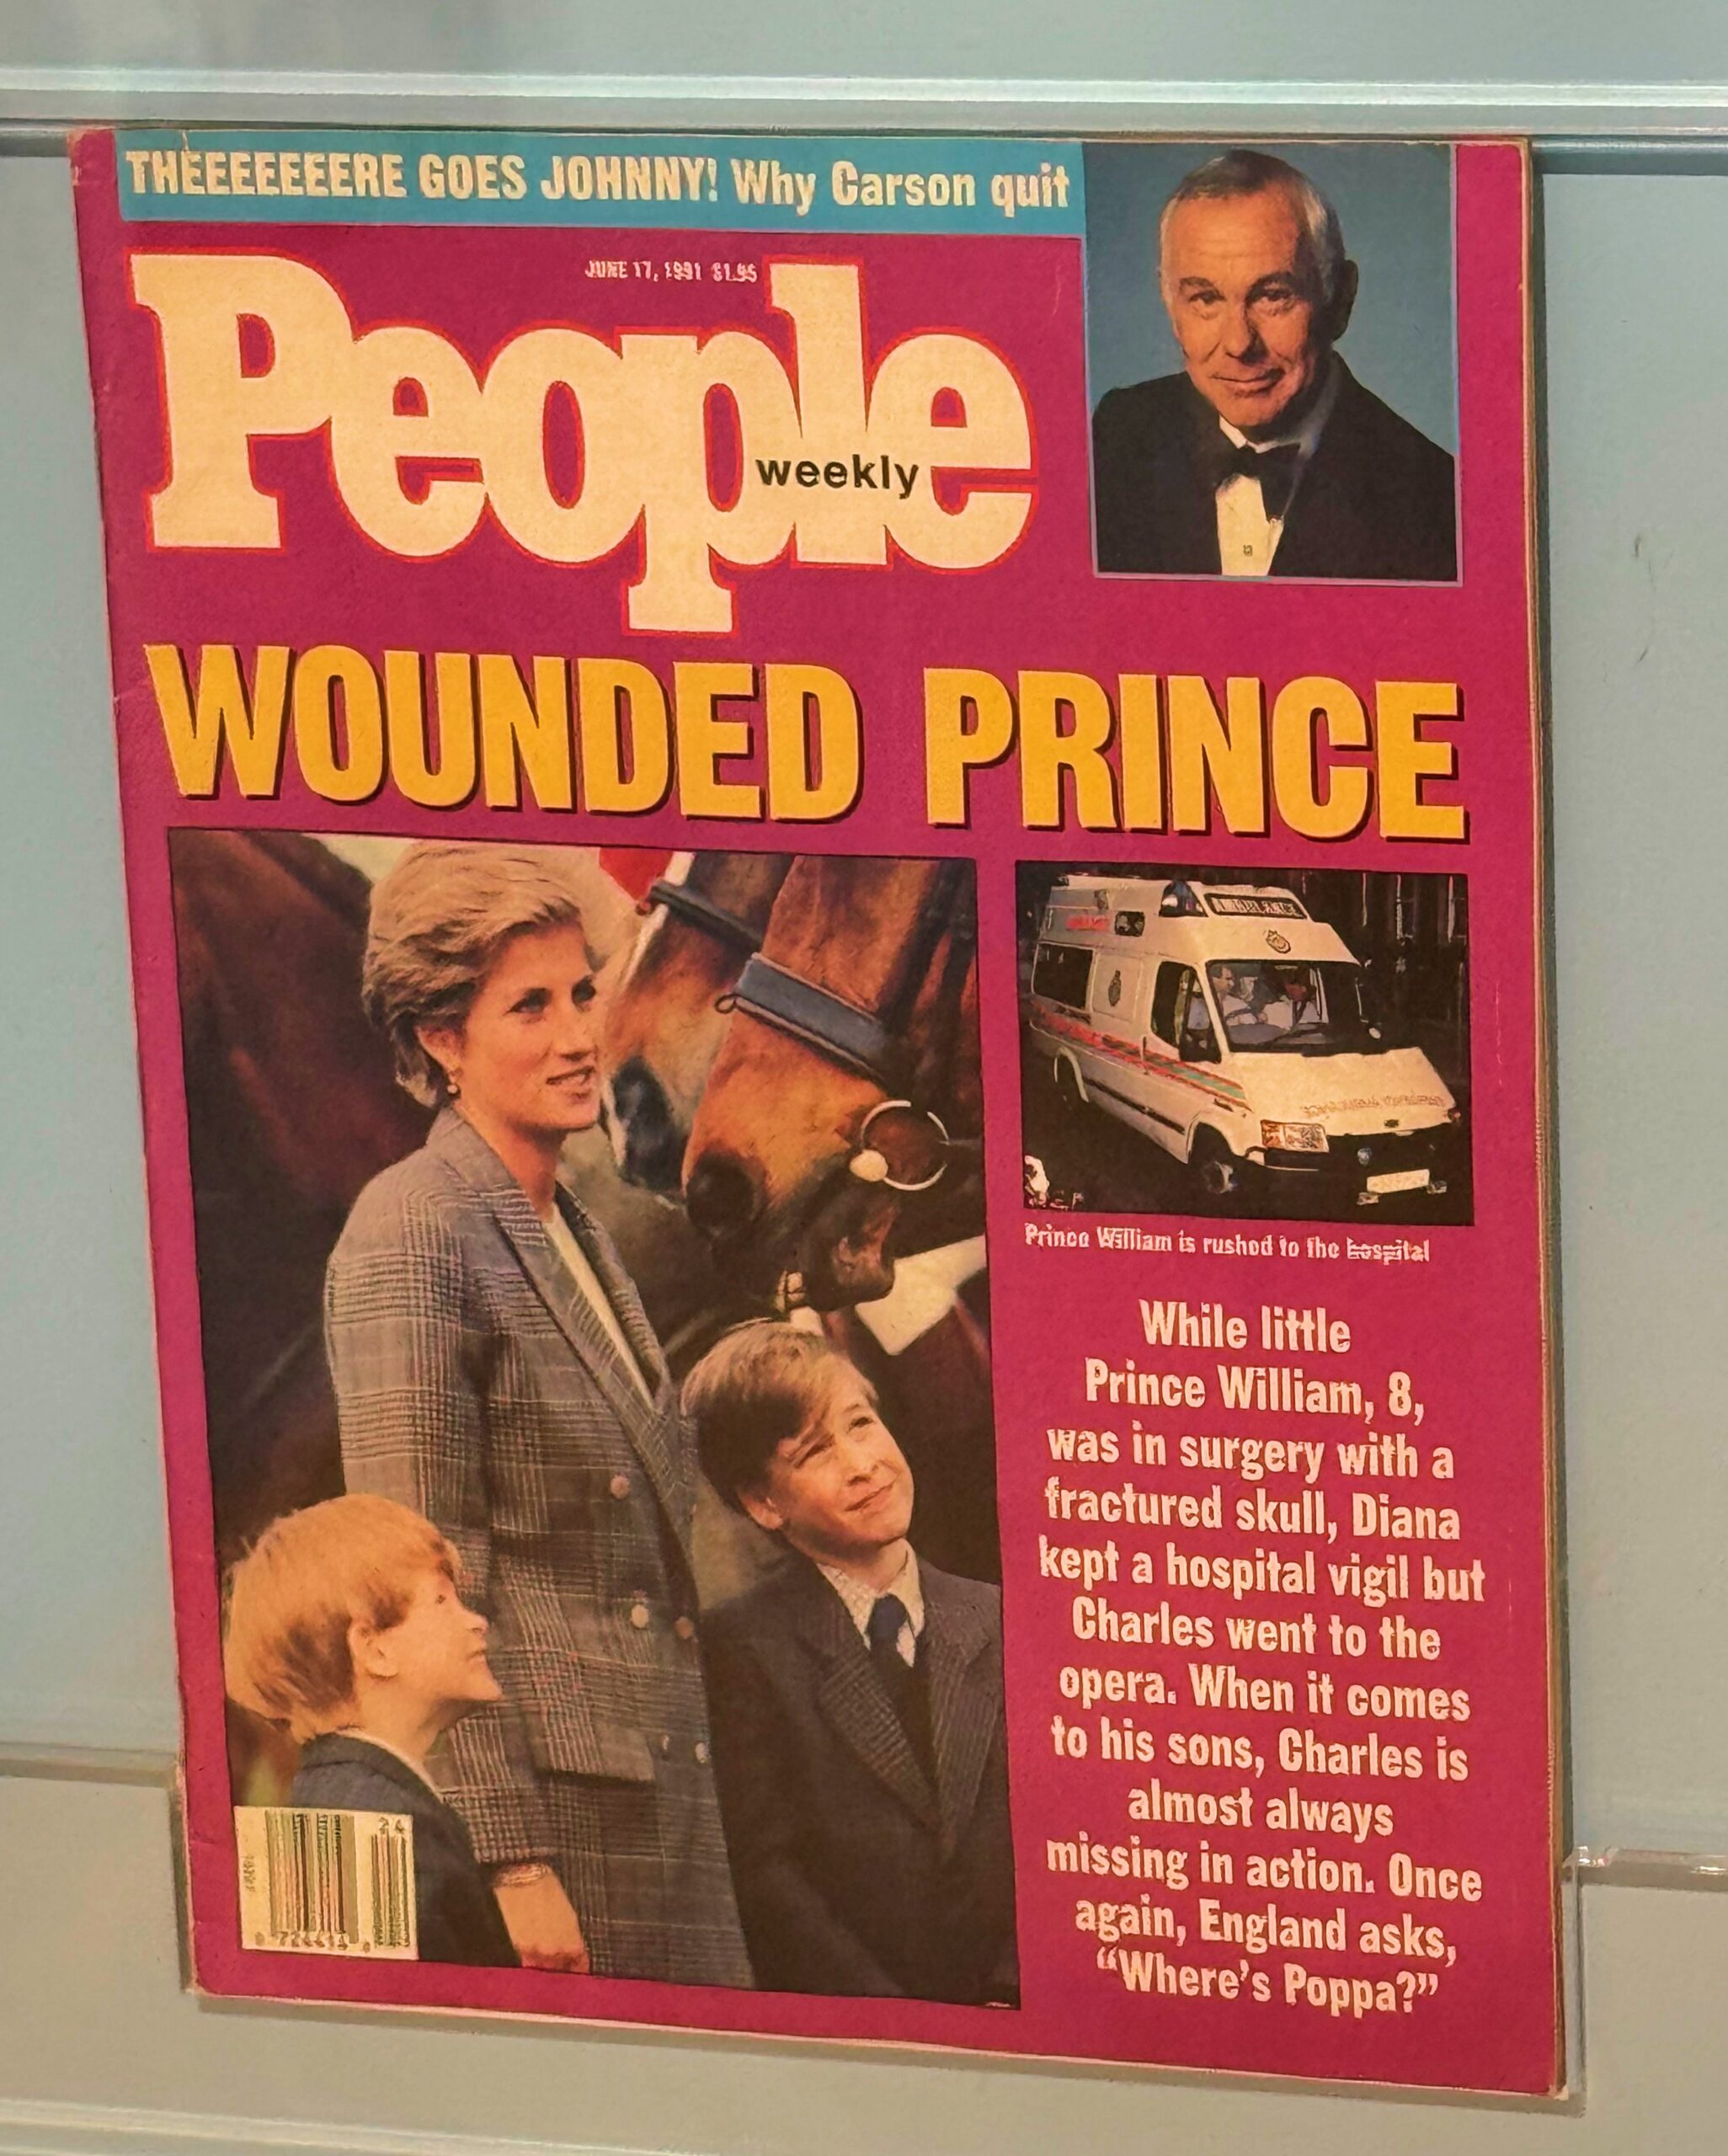 THEEEEEEERE GOES JOHNNY! Why Carson quit
JUNE 17, 1991 $1.95
People
weekly
WOUNDED PRINCE
AMBULANCE
Prince William is rushed to the hospital
While little
Prince William, 8,
was in surgery with a
fractured skull, Diana
kept a hospital vigil but
Charles went to the
opera. When it comes
to his sons, Charles is
almost always
missing in action. Once
again, England asks,
“Where’s Poppa?”
24